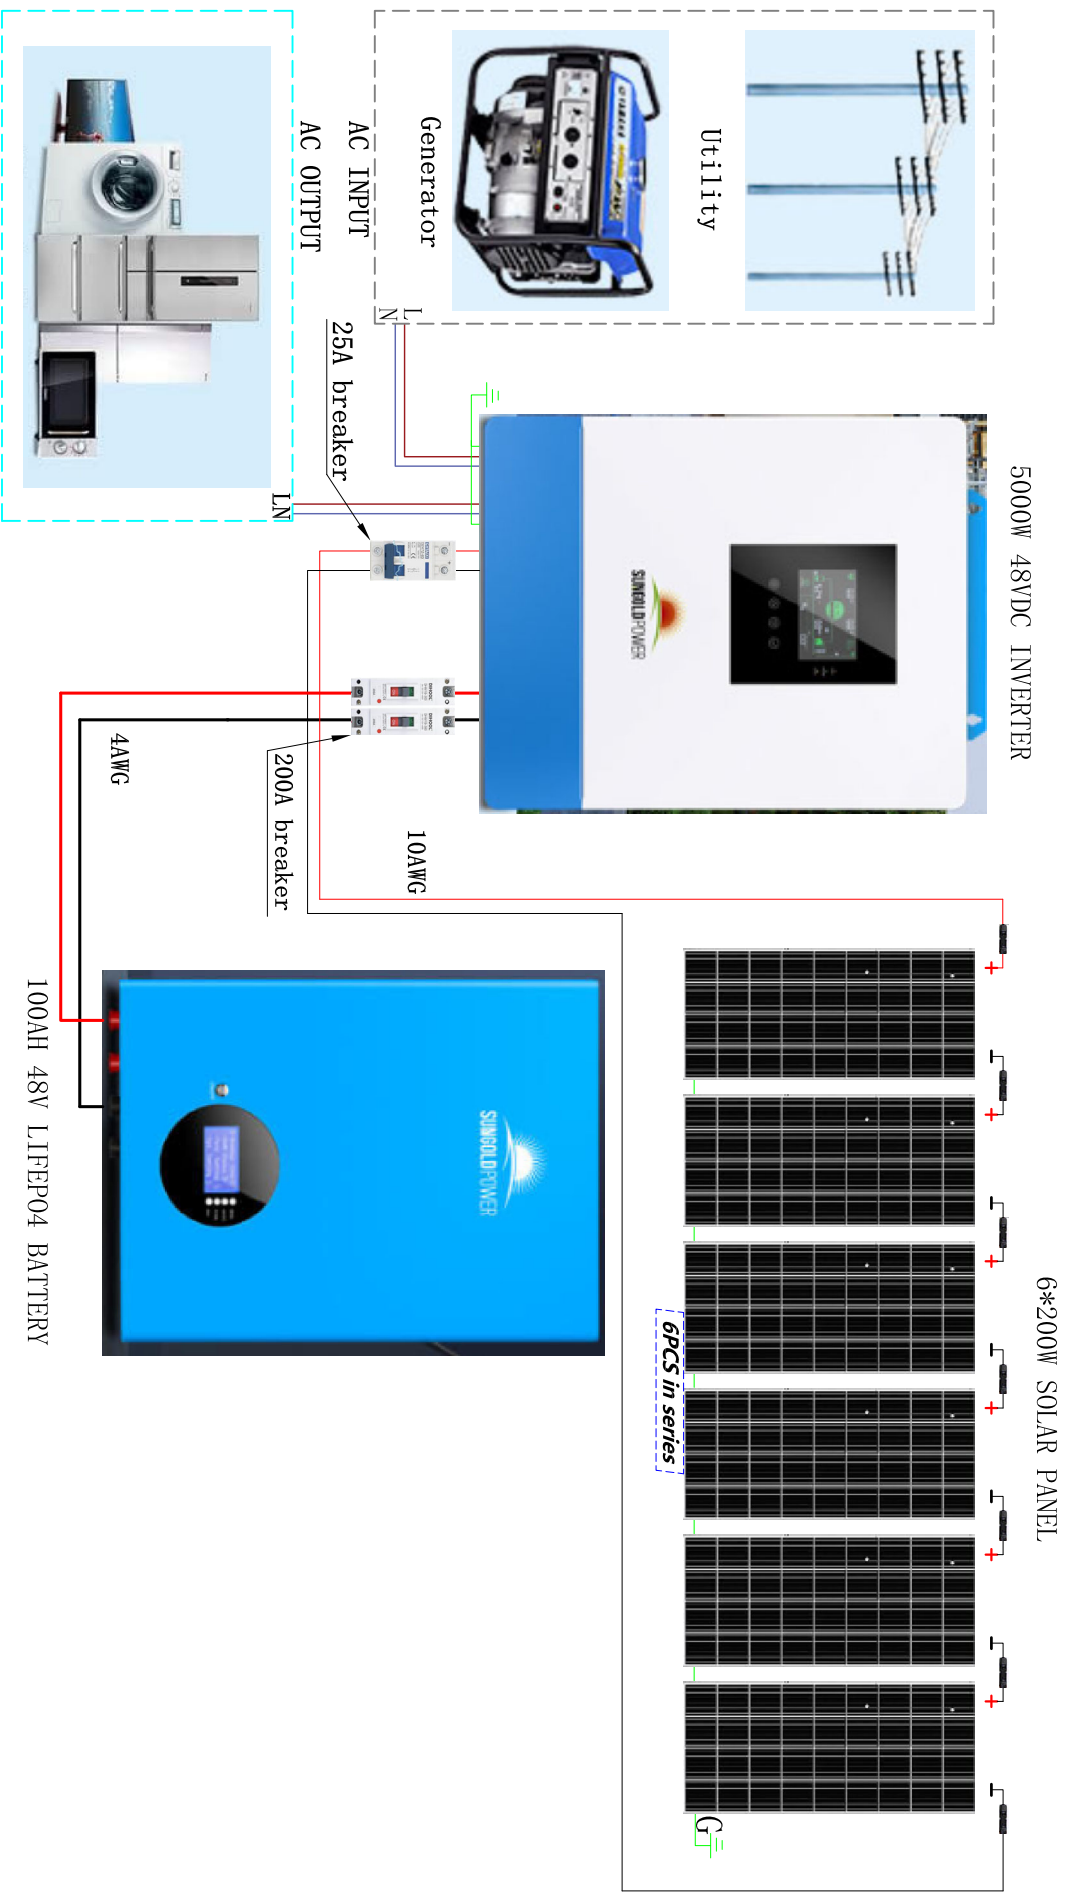 6*200W SOLAR PANEL
5000W 48VDC INVERTER
Utility
Generator
AC INPUT
AC OUTPUT
L
N
LN
25A breaker
SUNGOLDPOWER
200A breaker
10AWG
4AWG
6PCS in series
G
SUNGOLDPOWER
100AH 48V LIFEPO4 BATTERY